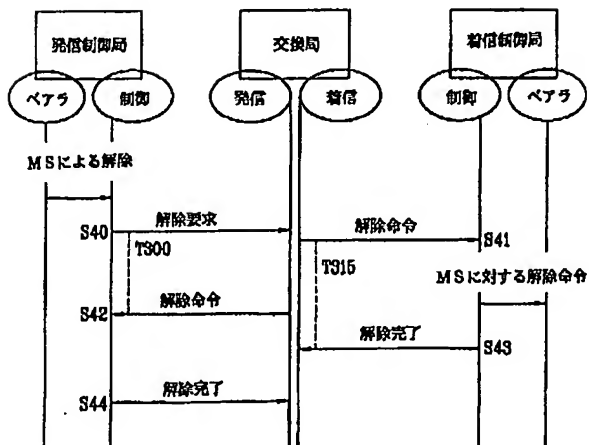 発信制御局
交換局
着信制御局
ベアラ
制御
発信
着信
制御
ベアラ
MSによる解除
S40
解除要求
解除命令
S41
T300
T315
MSに対する解除命令
S42
解除命令
解除完了
S43
S44
解除完了